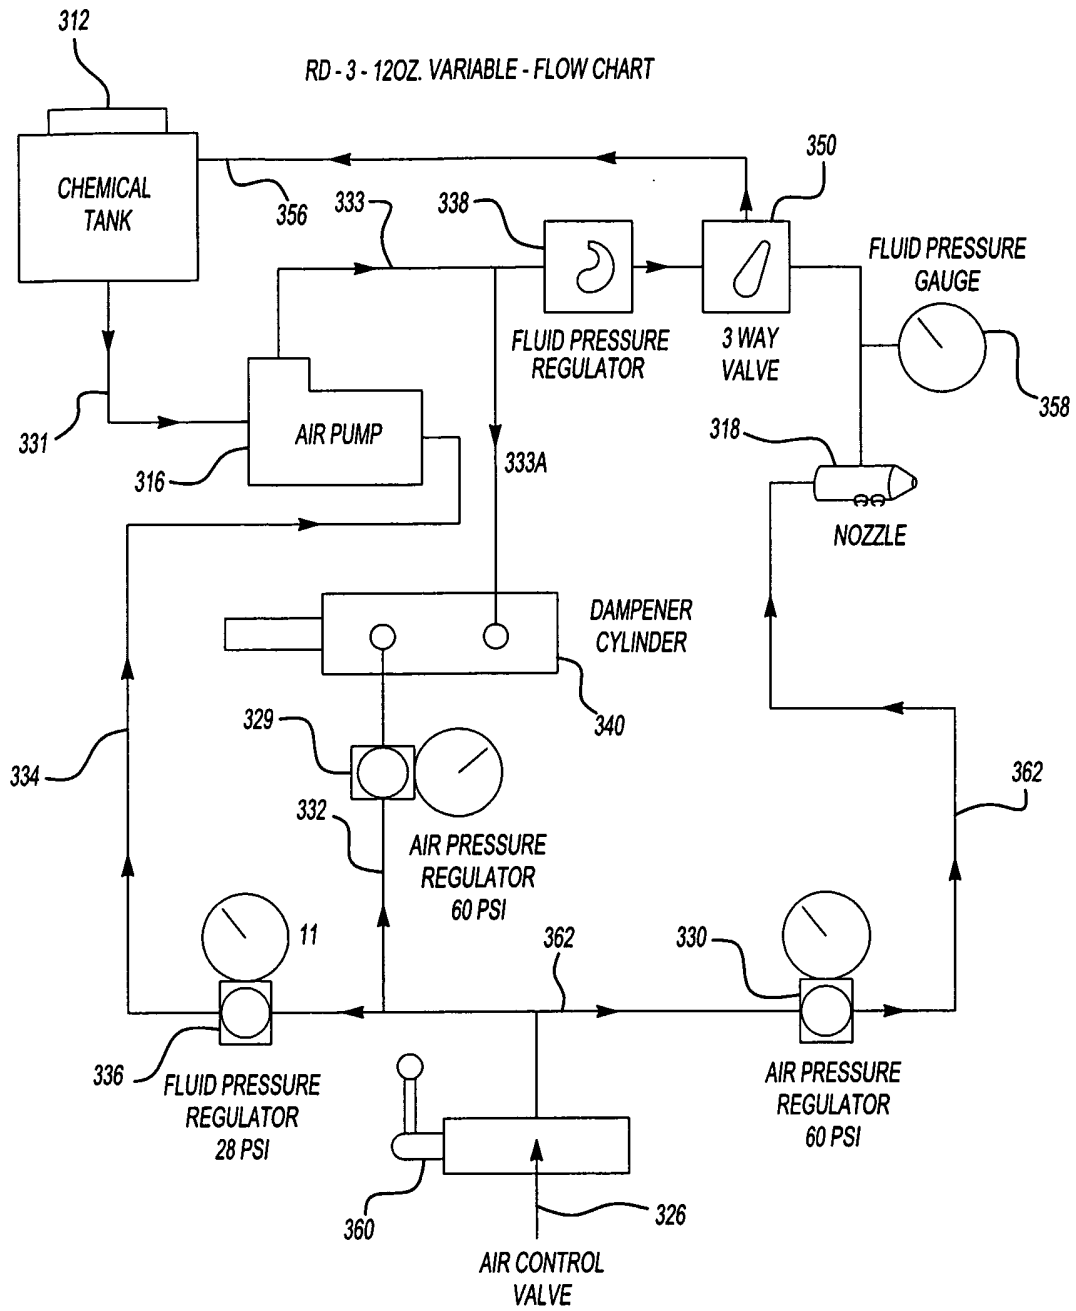 312
RD - 3 - 12OZ. VARIABLE - FLOW CHART
350
CHEMICAL
TANK
356
333
338
FLUID PRESSURE
GAUGE
FLUID PRESSURE
REGULATOR
3 WAY
VALVE
358
331
316
AIR PUMP
333A
318
NOZZLE
DAMPENER
CYLINDER
340
329
334
332
362
AIR PRESSURE
REGULATOR
60 PSI
11
362
330
336
FLUID PRESSURE
REGULATOR
28 PSI
AIR PRESSURE
REGULATOR
60 PSI
360
326
AIR CONTROL
VALVE